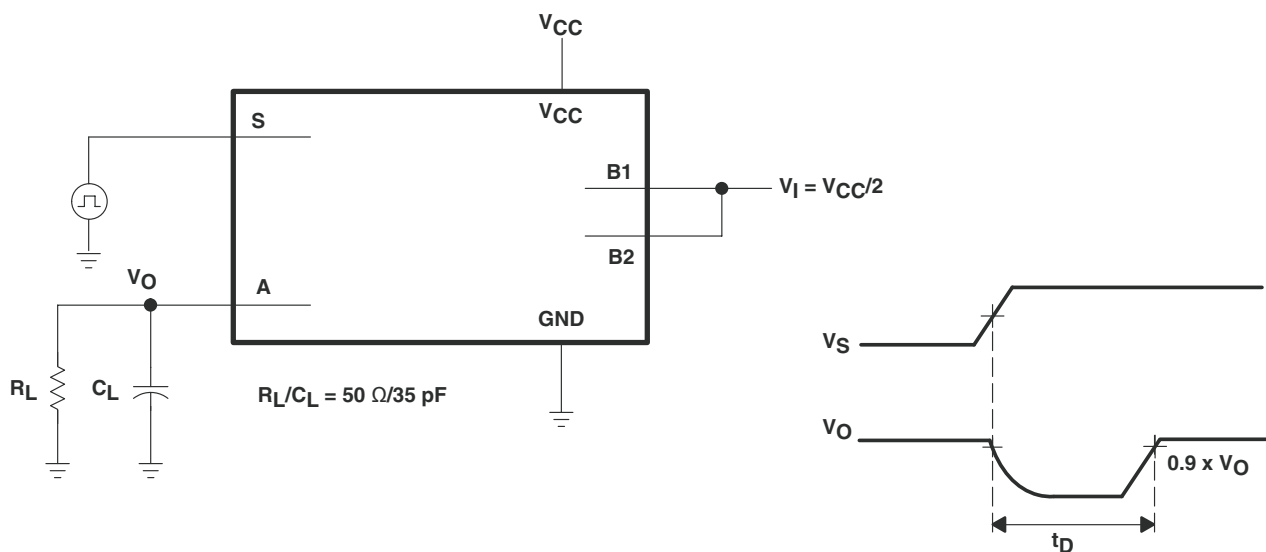 VCC
S
VCC
B1
VI = VCC/2
B2
VO
A
GND
RL
CL
RL/CL = 50 Ω/35 pF
VS
VO
0.9 x VO
tD